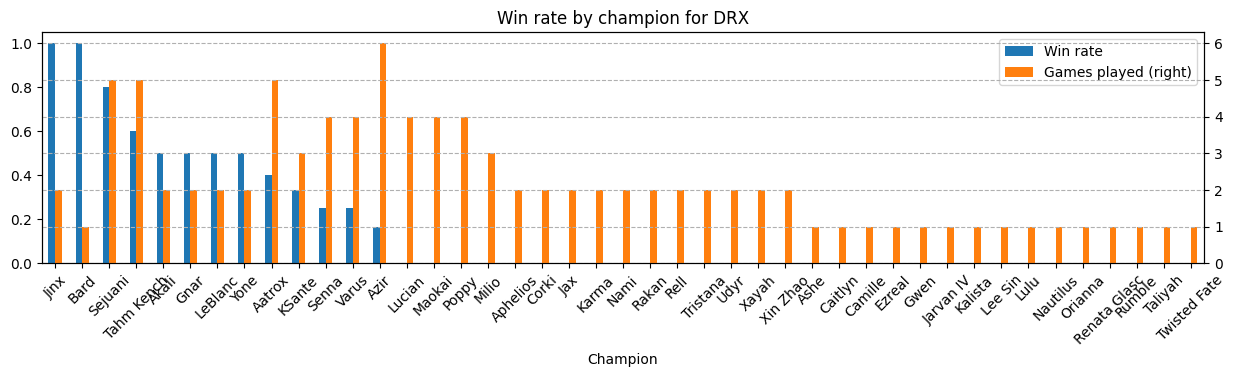 Win rate by champion for DRX
Win rate
Games played (right)
1.0
0.8
0.6
0.4
0.2
0.0
6
5
4
3
2
1
0
Jinx
Bard
Sejuani
Tahm Kench
Akali
Gnar
LeBlanc
Yone
Aatrox
KSante
Senna
Varus
Azir
Lucian
Maokai
Poppy
Milio
Aphelios
Corki
Jax
Karma
Nami
Rakan
Rell
Tristana
Udyr
Xayah
Xin Zhao
Ashe
Caitlyn
Camille
Ezreal
Gwen
Jarvan IV
Kalista
Lee Sin
Lulu
Nautilus
Orianna
Renata Glasc
Rumble
Taliyah
Twisted Fate
Champion